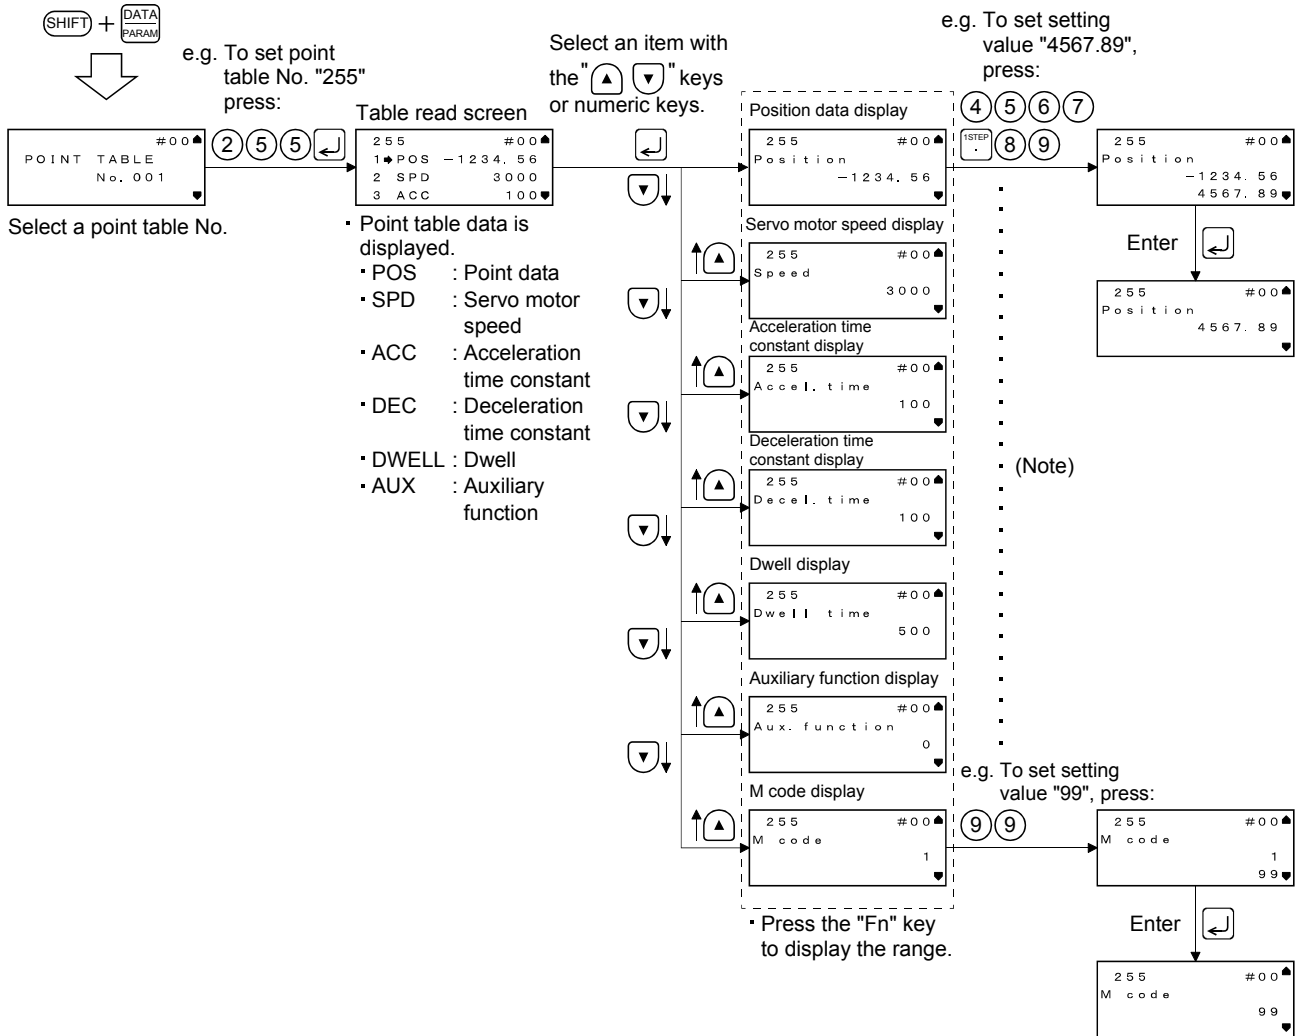 SHIFT + DATA
PARAM
e.g. To set point
table No. "255"
press:
2 5 5
#00
POINT TABLE
No. 001
Select a point table No.
Table read screen
255 #00
1 POS -1234. 56
2 SPD 3000
3 ACC 100
· Point table data is
displayed.
· POS : Point data
· SPD : Servo motor
speed
· ACC : Acceleration
time constant
· DEC : Deceleration
time constant
· DWELL : Dwell
· AUX : Auxiliary
function
Select an item with
the " ▲ ▼ " keys
or numeric keys.
Position data display
255 #00
Position
-1234. 56
Servo motor speed display
255 #00
Speed
3000
Acceleration time
constant display
255 #00
Accel. time
100
Deceleration time
constant display
255 #00
Decel. time
100
Dwell display
255 #00
Dwell time
500
Auxiliary function display
255 #00
Aux. function
0
M code display
255 #00
M code
1
· Press the "Fn" key
to display the range.
e.g. To set setting
value "4567.89",
press:
4 5 6 7
1STEP
. 8 9
255 #00
Position
-1234. 56
4567. 89
Enter
255 #00
Position
4567. 89
(Note)
e.g. To set setting
value "99", press:
9 9
255 #00
M code
1
99
Enter
255 #00
M code
99